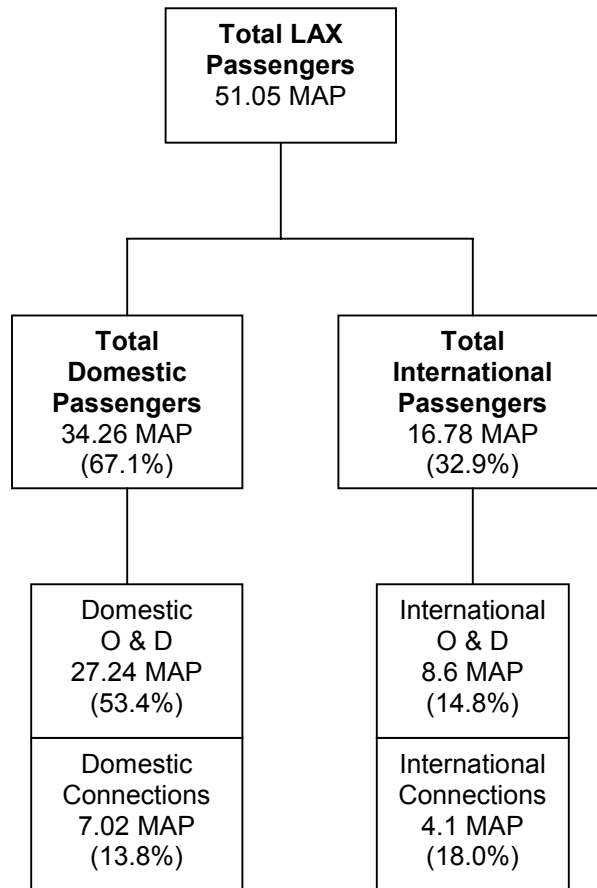 Total LAX
Passengers
51.05 MAP
Total
Domestic
Passengers
34.26 MAP
(67.1%)
Total
International
Passengers
16.78 MAP
(32.9%)
Domestic
O & D
27.24 MAP
(53.4%)
Domestic
Connections
7.02 MAP
(13.8%)
International
O & D
8.6 MAP
(14.8%)
International
Connections
4.1 MAP
(18.0%)